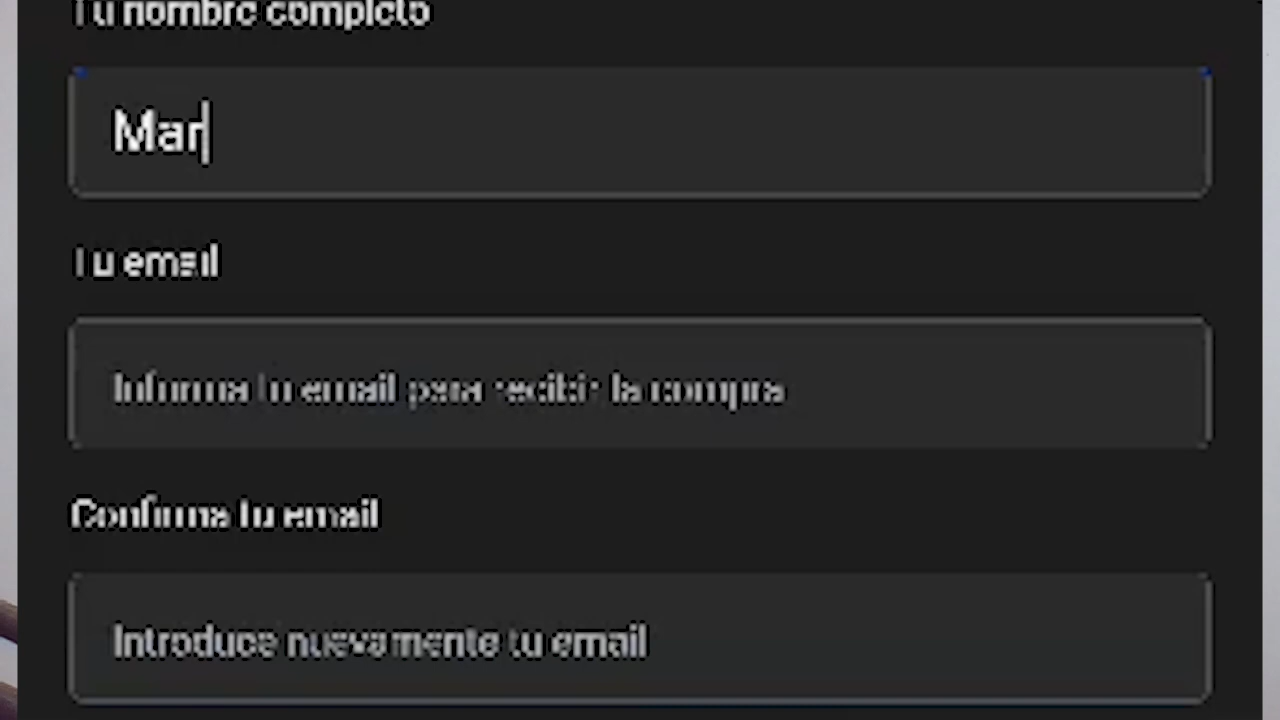 Tu nombre completo
Mar
Tu email
Informa tu email para recibir la compra
Confirma tu email
Introduce nuevamente tu email